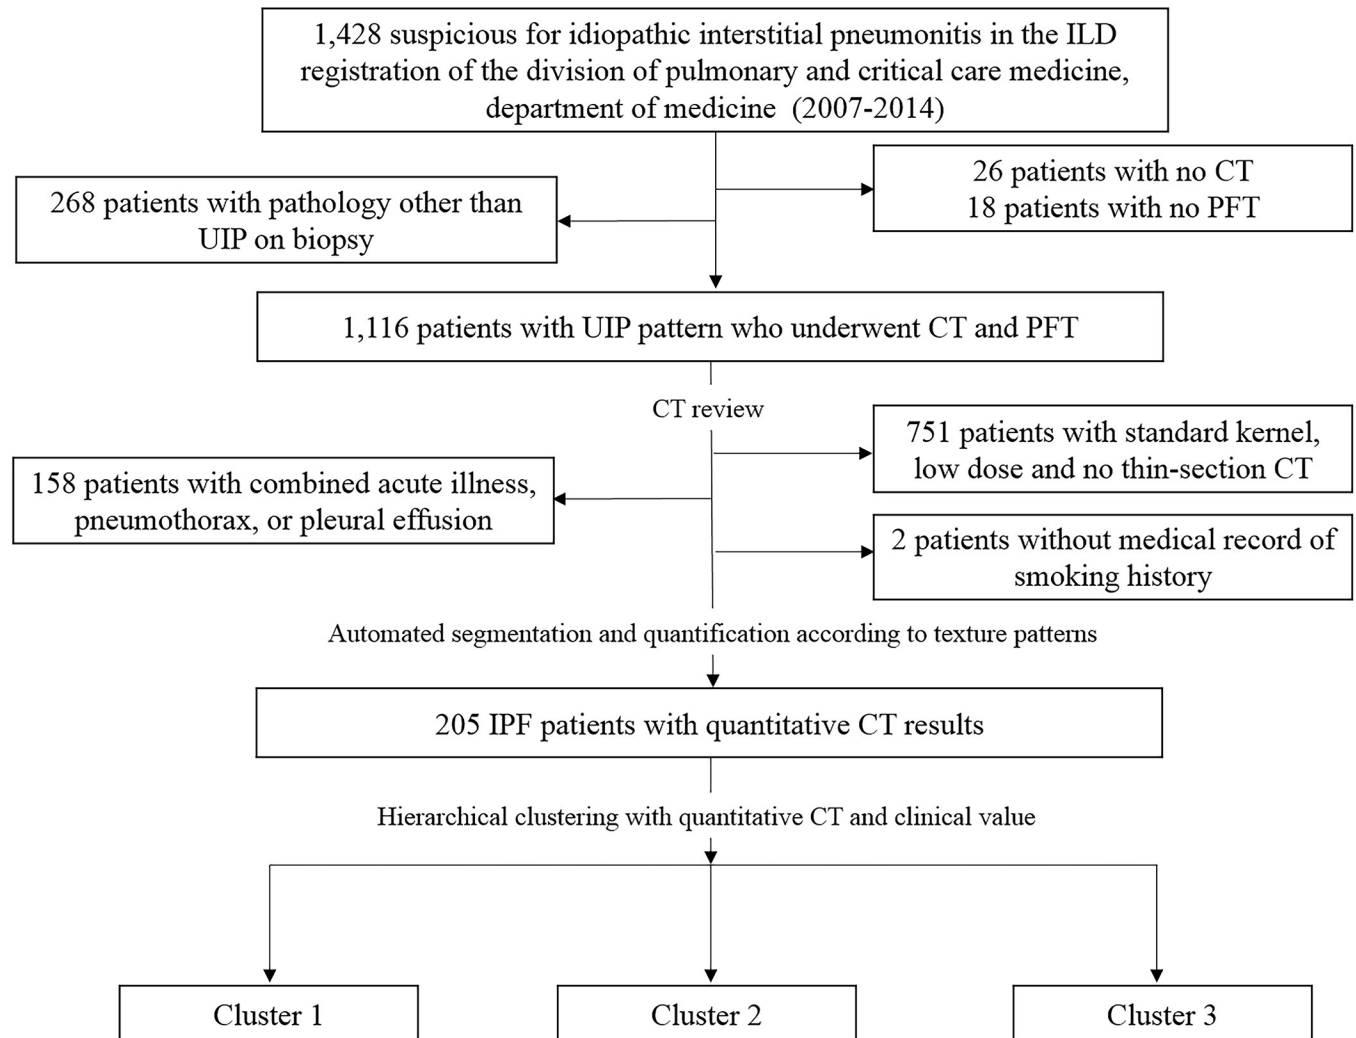 1,428 suspicious for idiopathic interstitial pneumonitis in the ILD
registration of the division of pulmonary and critical care medicine,
department of medicine (2007-2014)
26 patients with no CT
18 patients with no PFT
268 patients with pathology other than
UIP on biopsy
1,116 patients with UIP pattern who underwent CT and PFT
CT review
751 patients with standard kernel,
low dose and no thin-section CT
158 patients with combined acute illness,
pneumothorax, or pleural effusion
2 patients without medical record of
smoking history
Automated segmentation and quantification according to texture patterns
205 IPF patients with quantitative CT results
Hierarchical clustering with quantitative CT and clinical value
Cluster 1
Cluster 2
Cluster 3